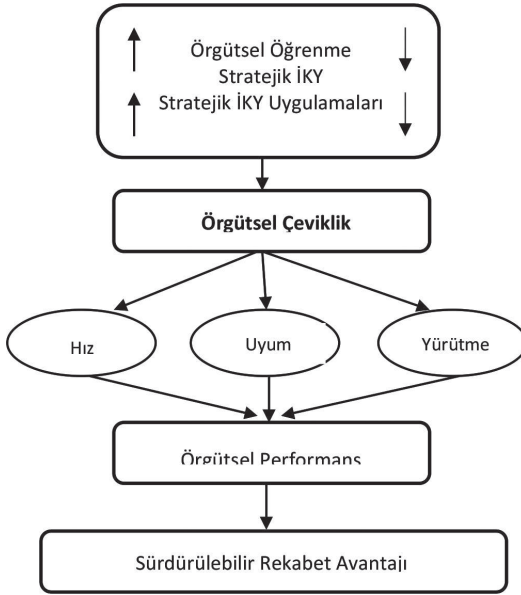 Örgütsel Öğrenme
Stratejik İKY
Stratejik İKY Uygulamaları
Örgütsel Çeviklik
Hız
Uyum
Yürütme
Örgütsel Performans
Sürdürülebilir Rekabet Avantajı